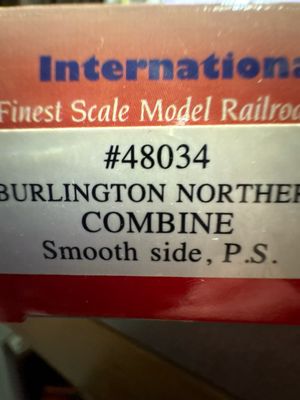 Internationa
Finest Scale Model Railroa
#48034
BURLINGTON NORTHER
COMBINE
Smooth side, P.S.